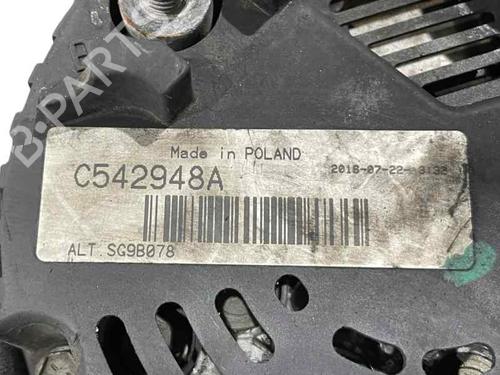 B
B-PARTS
Made in POLAND
C542948A
2018-07-22
ALT. SG9B078